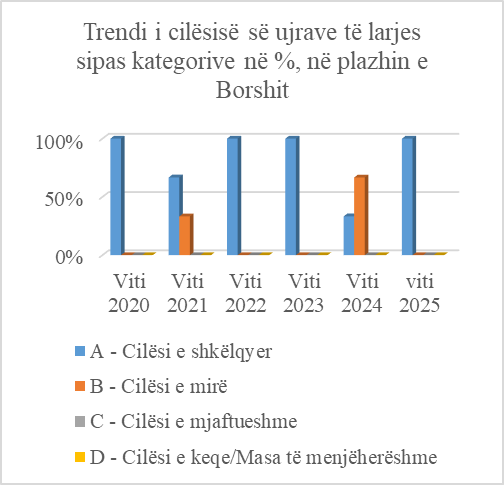 Trendi i cilësisë së ujrave të larjes
sipas kategorive në %, në plazhin e
Borshit
100%
50%
0%
Viti 2020
Viti 2021
Viti 2022
Viti 2023
Viti 2024
viti 2025
A - Cilësi e shkëlqyer
B - Cilësi e mirë
C - Cilësi e mjaftueshme
D - Cilësi e keqe/Masa të menjëherëshme